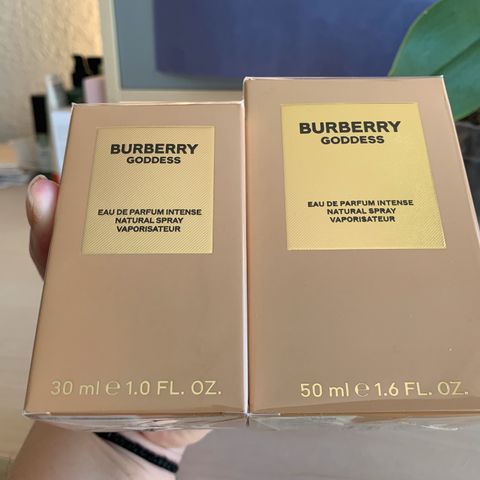 BURBERRY
GODDESS
EAU DE PARFUM INTENSE
NATURAL SPRAY
VAPORISATEUR
30 ml ℮ 1.0 FL. OZ.
BURBERRY
GODDESS
EAU DE PARFUM INTENSE
NATURAL SPRAY
VAPORISATEUR
50 ml ℮ 1.6 FL. OZ.